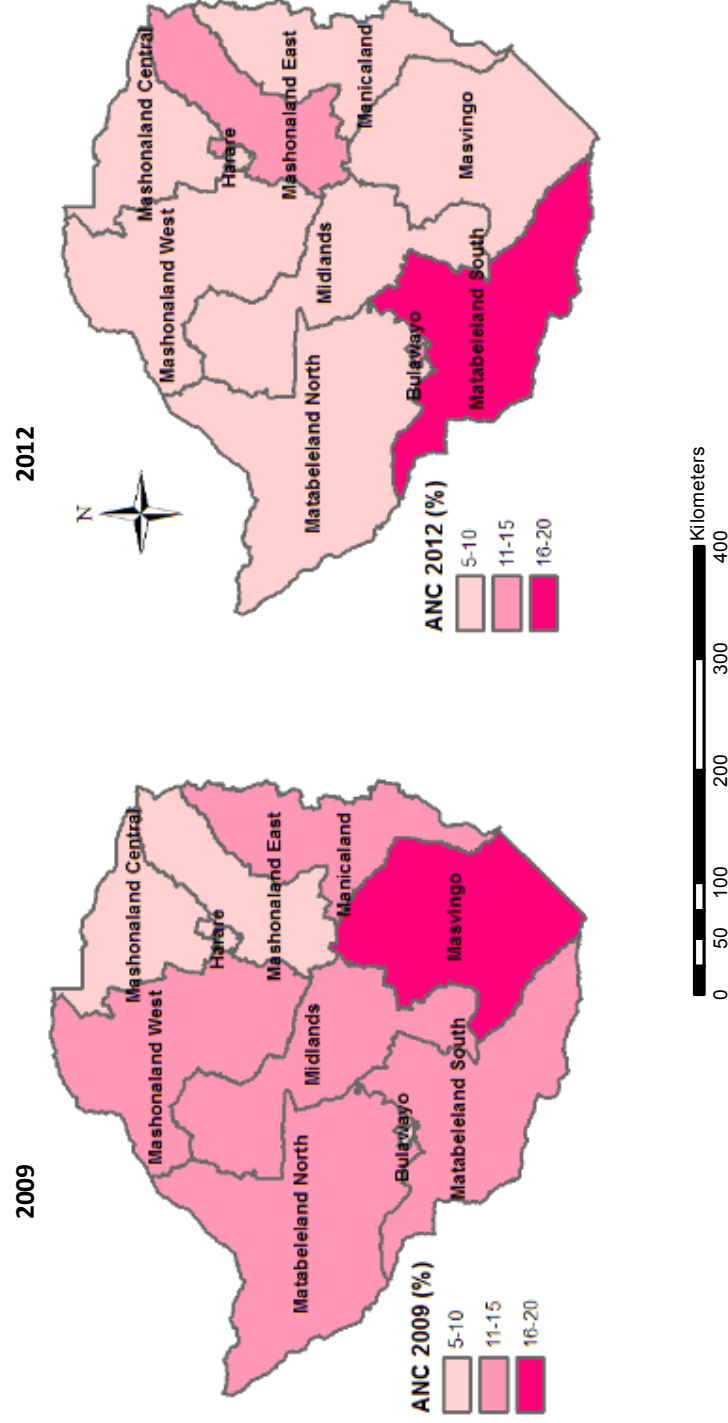 2009
Mashonaland Central
Mashonaland West
Harare
Mashonaland East
Midlands
Manicaland
Matabeleland North
Bulawayo
Masvingo
Matabeleland South
ANC 2009 (%)
5-10
11-15
16-20
2012
N
Mashonaland Central
Mashonaland West
Harare
Mashonaland East
Midlands
Manicaland
Matabeleland North
Bulawayo
Masvingo
Matabeleland South
ANC 2012 (%)
5-10
11-15
16-20
0 50 100 200 300 400
Kilometers